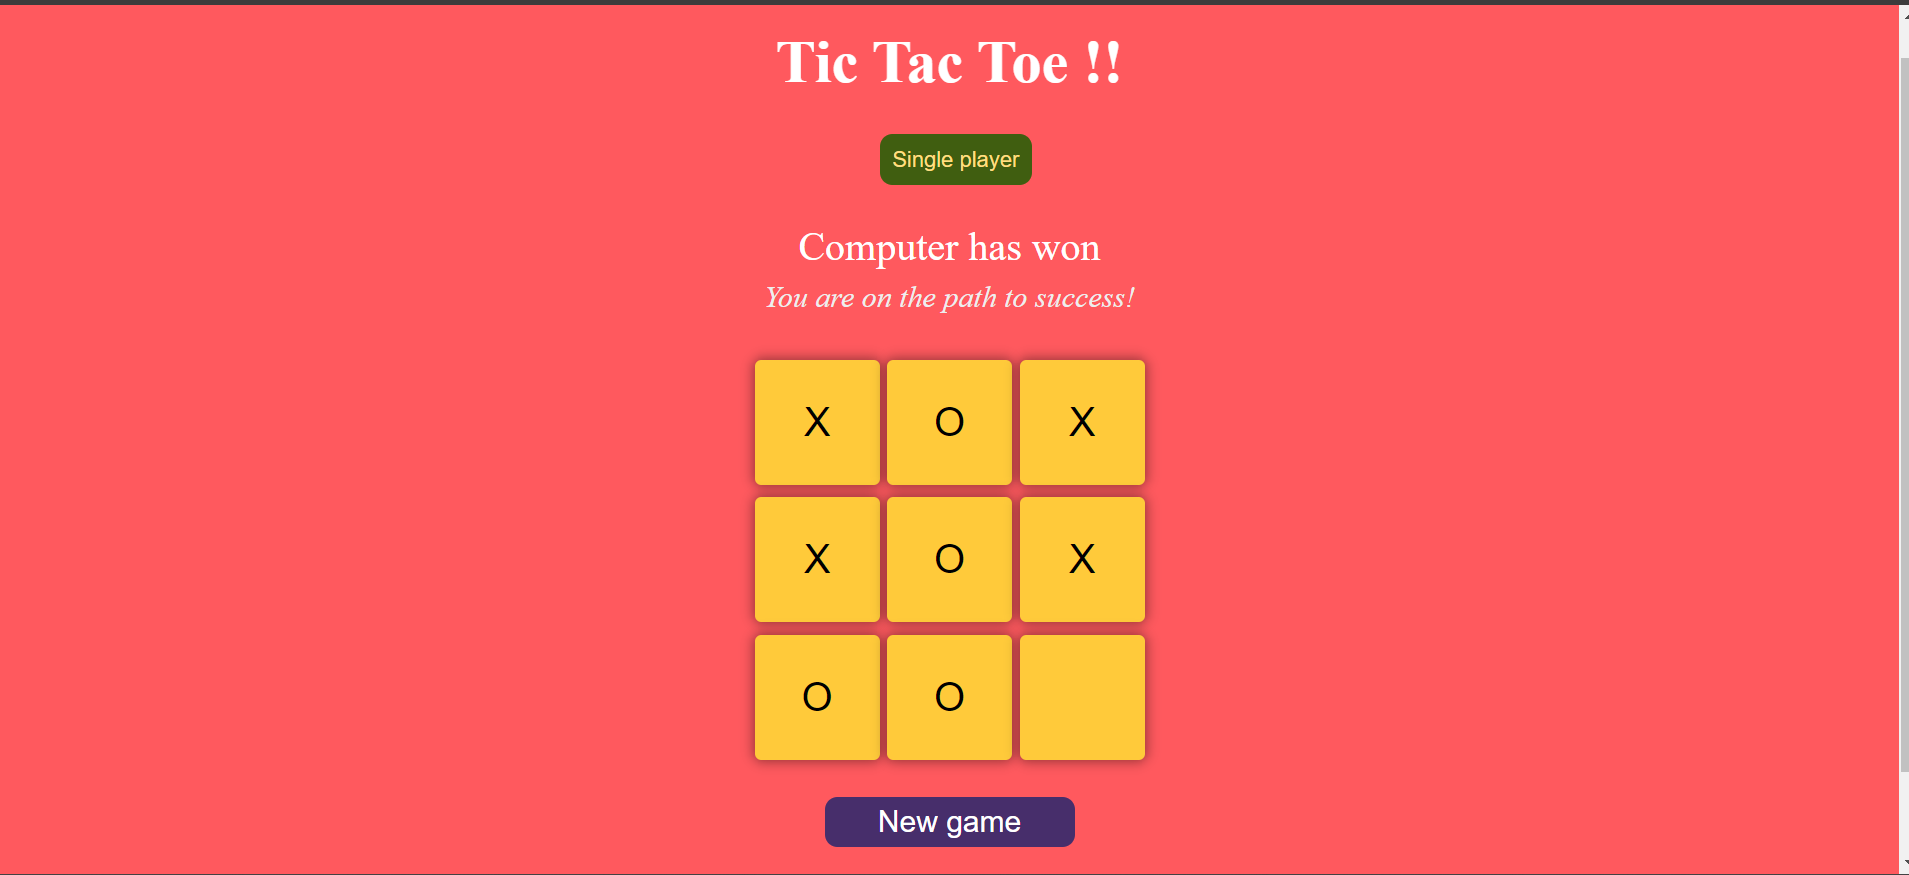 Tic Tac Toe !!
Single player
Computer has won
You are on the path to success!
X O X
X O X
O O
New game